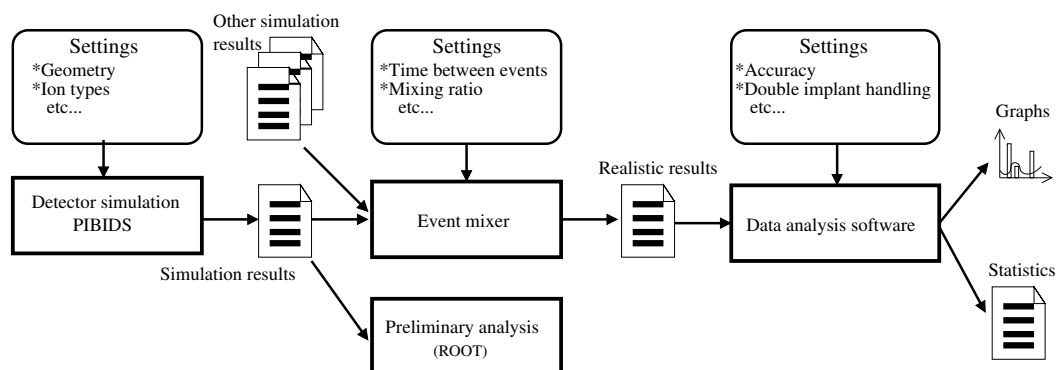 Other simulation
results
Settings
*Geometry
*Ion types
etc...
Settings
*Time between events
*Mixing ratio
etc...
Settings
*Accuracy
*Double implant handling
etc...
Graphs
Realistic results
Detector simulation
PIBIDS
Event mixer
Data analysis software
Simulation results
Statistics
Preliminary analysis
(ROOT)